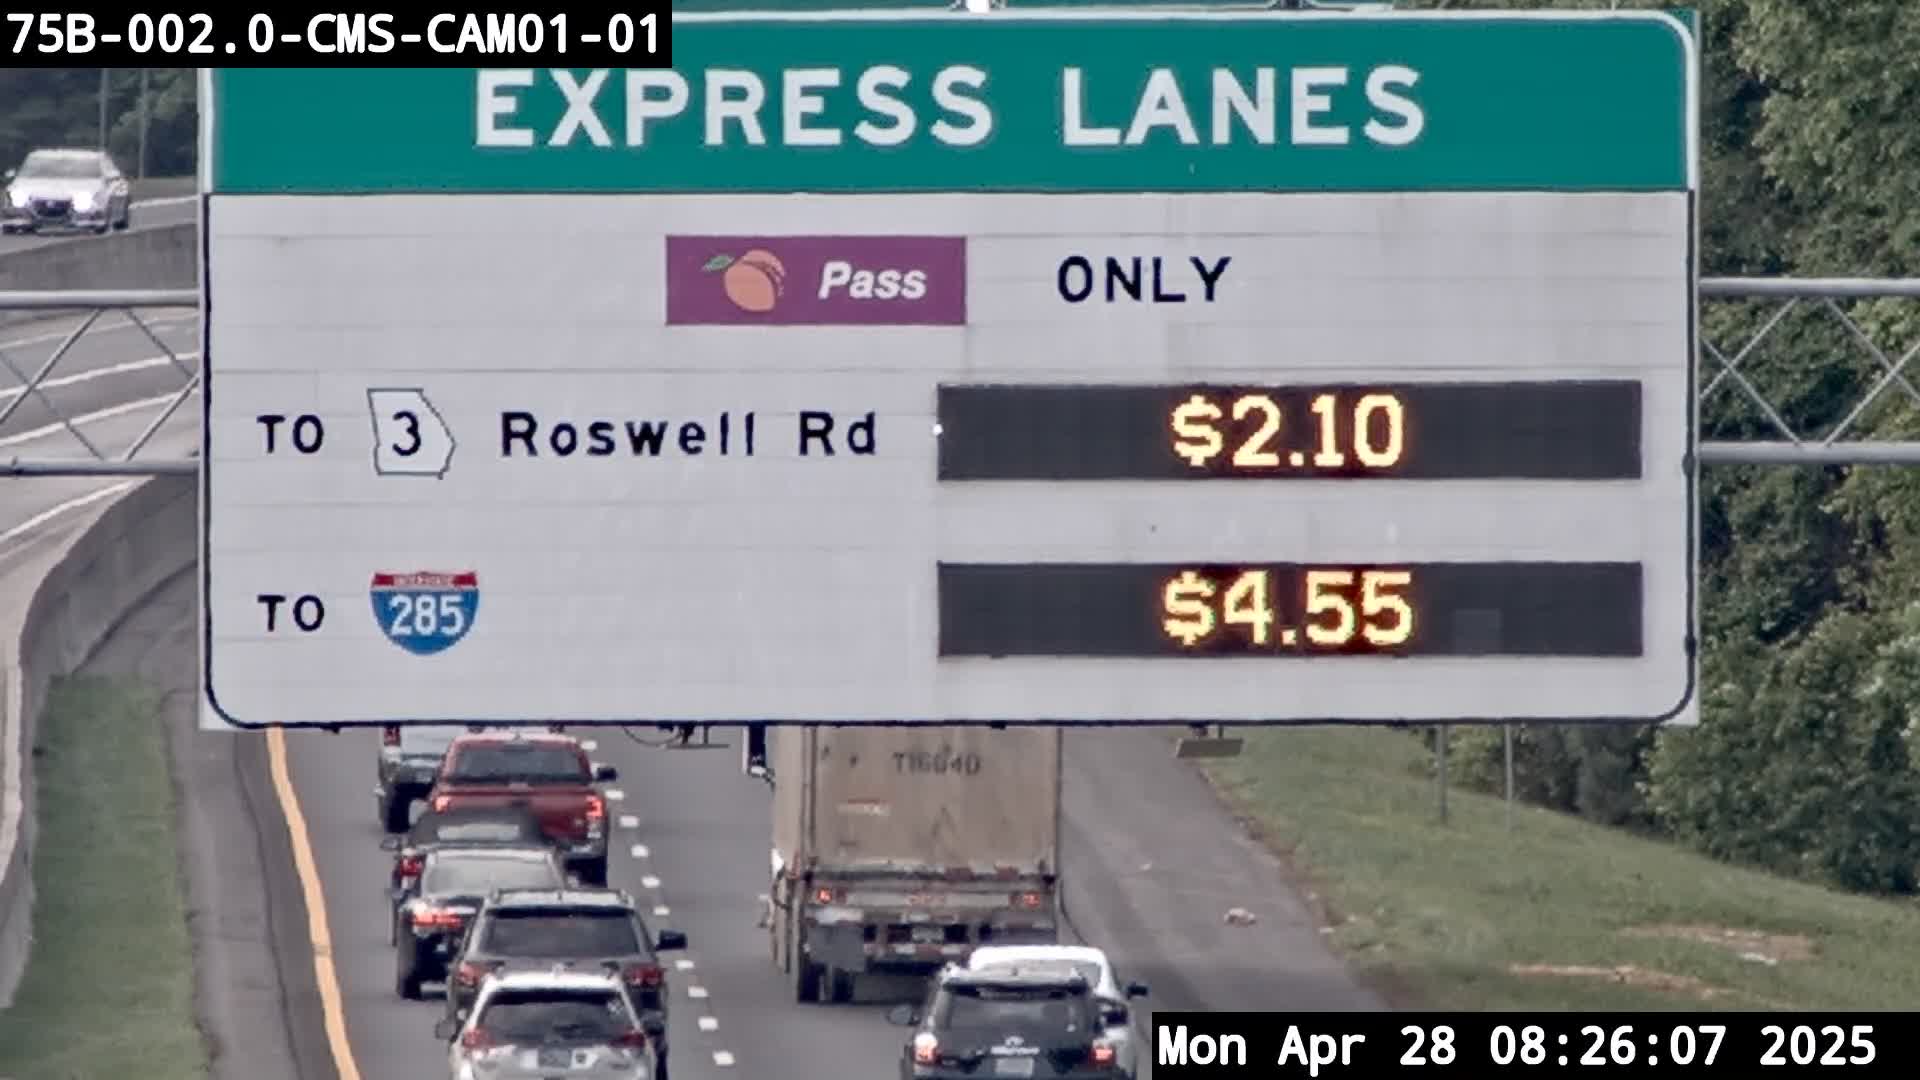 75B-002.0-CMS-CAM01-01
EXPRESS LANES
Pass ONLY
TO 3 Roswell Rd $2.10
TO INTERSTATE 285 $4.55
Mon Apr 28 08:26:07 2025